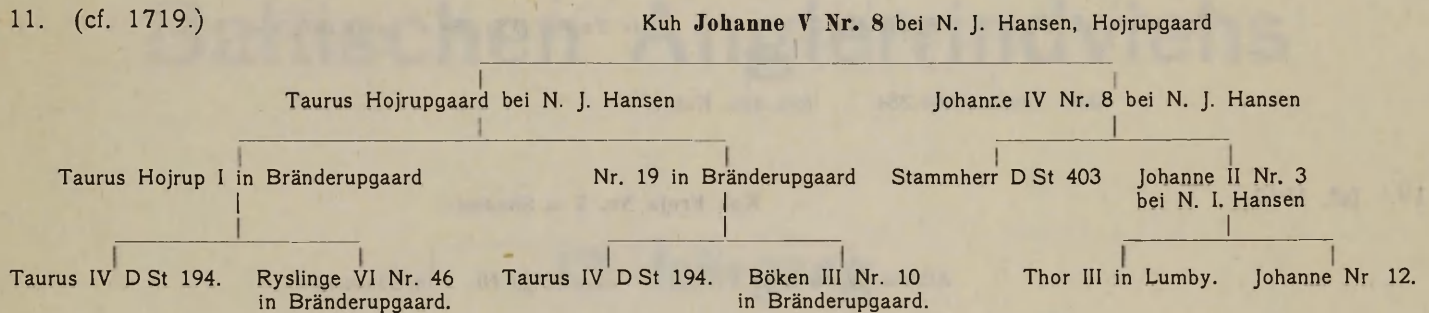 11. (cf. 1719.)
Kuh Johanne V Nr. 8 bei N. J. Hansen, Hojrupgaard
Taurus Hojrupgaard bei N. J. Hansen
Johanne IV Nr. 8 bei N. J. Hansen
Taurus Hojrup I in Bränderupgaard
Nr. 19 in Bränderupgaard
Stammherr D St 403
Johanne II Nr. 3
bei N. I. Hansen
Taurus IV D St 194.
Ryslinge VI Nr. 46
in Bränderupgaard.
Taurus IV D St 194.
Böken III Nr. 10
in Bränderupgaard.
Thor III in Lumby.
Johanne Nr 12.